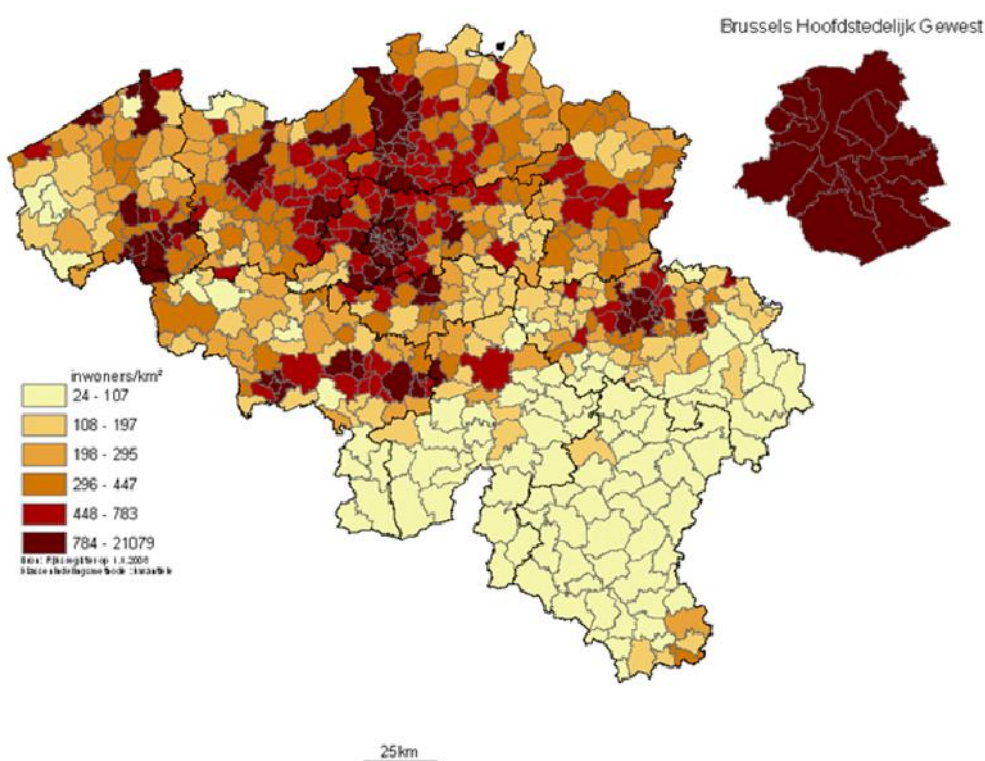 Brussels Hoofdstedelijk Gewest
inwoners/km²
24 - 107
108 - 197
198 - 295
296 - 447
448 - 783
784 - 21079
25km